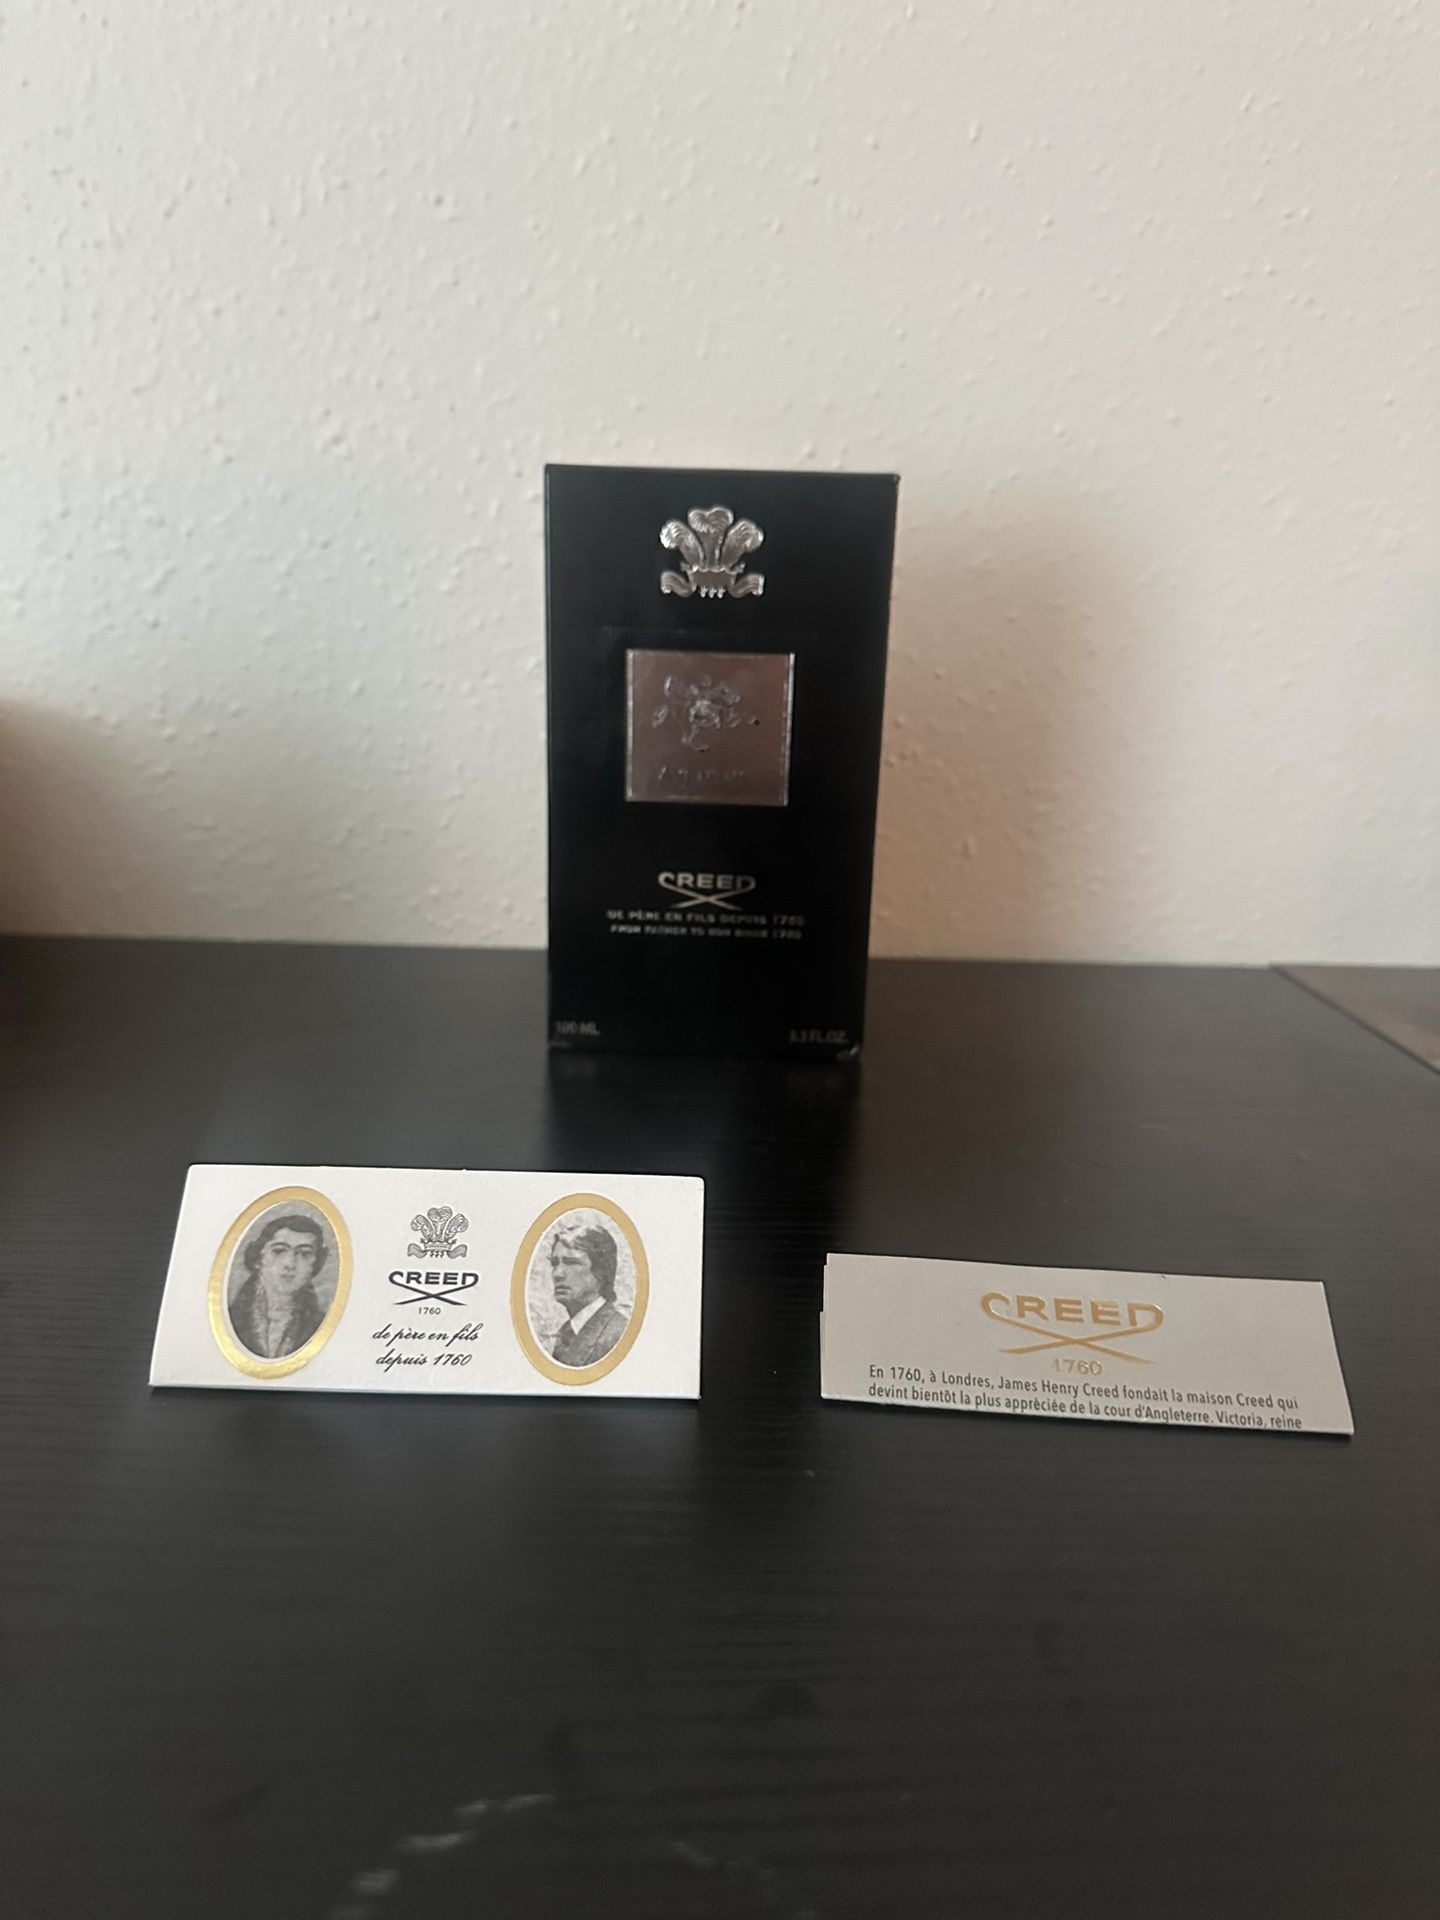 Aventus
CREED
DE PÈRE EN FILS DEPUIS 1760
FROM FATHER TO SON SINCE 1760
100 ML
3.3 FL.OZ.
CREED
1760
de père en fils
depuis 1760
CREED
1760
En 1760, à Londres, James Henry Creed fondait la maison Creed qui
devint bientôt la plus appréciée de la cour d'Angleterre. Victoria, reine